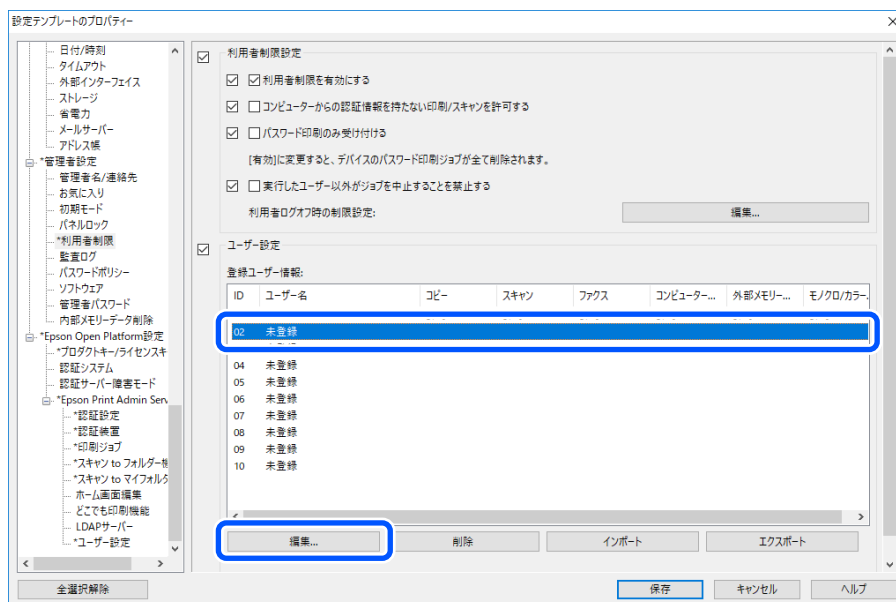 設定テンプレートのプロパティー
日付/時刻
タイムアウト
外部インターフェイス
ストレージ
省電力
メールサーバー
アドレス帳
*管理者設定
管理者名/連絡先
お気に入り
初期モード
パネルロック
*利用者制限
監査ログ
パスワードポリシー
ソフトウェア
管理者パスワード
内部メモリーデータ削除
*Epson Open Platform設定
*プロダクトキー/ライセンスキ
認証システム
認証サーバー障害モード
*Epson Print Admin Serv
*認証設定
*認証装置
*印刷ジョブ
*スキャン to フォルダー機
*スキャン to マイフォルダ
ホーム画面編集
どこでも印刷機能
LDAPサーバー
*ユーザー設定
全選択解除
利用者制限設定
利用者制限を有効にする
コンピューターからの認証情報を持たない印刷/スキャンを許可する
パスワード印刷のみ受け付ける
[有効]に変更すると、デバイスのパスワード印刷ジョブが全て削除されます。
実行したユーザー以外がジョブを中止することを禁止する
利用者ログオフ時の制限設定: 編集...
ユーザー設定
登録ユーザー情報:
ID ユーザー名 コピー スキャン ファクス コンピューター... 外部メモリー... モノクロ/カラー
02 未登録
04 未登録
05 未登録
06 未登録
07 未登録
08 未登録
09 未登録
10 未登録
編集... 削除 インポート エクスポート
保存 キャンセル ヘルプ